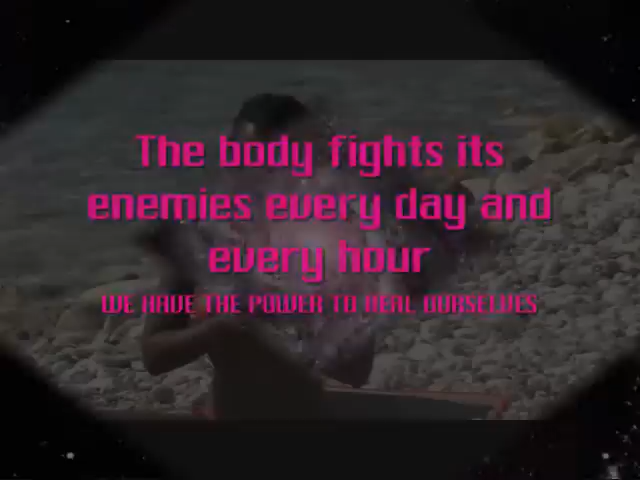 The body fights its
enemies every day and
every hour
WE HAVE THE POWER TO HEAL OURSELVES